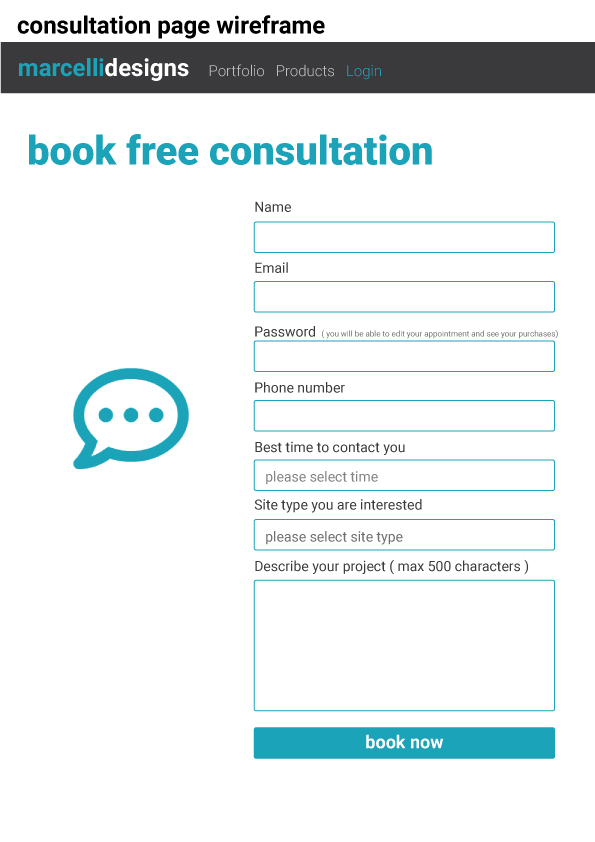 consultation page wireframe
marcellidesigns Portfolio Products Login
book free consultation
Name
Email
Password ( you will be able to edit your appointment and see your purchases)
Phone number
Best time to contact you
please select time
Site type you are interested
please select site type
Describe your project ( max 500 characters )
book now